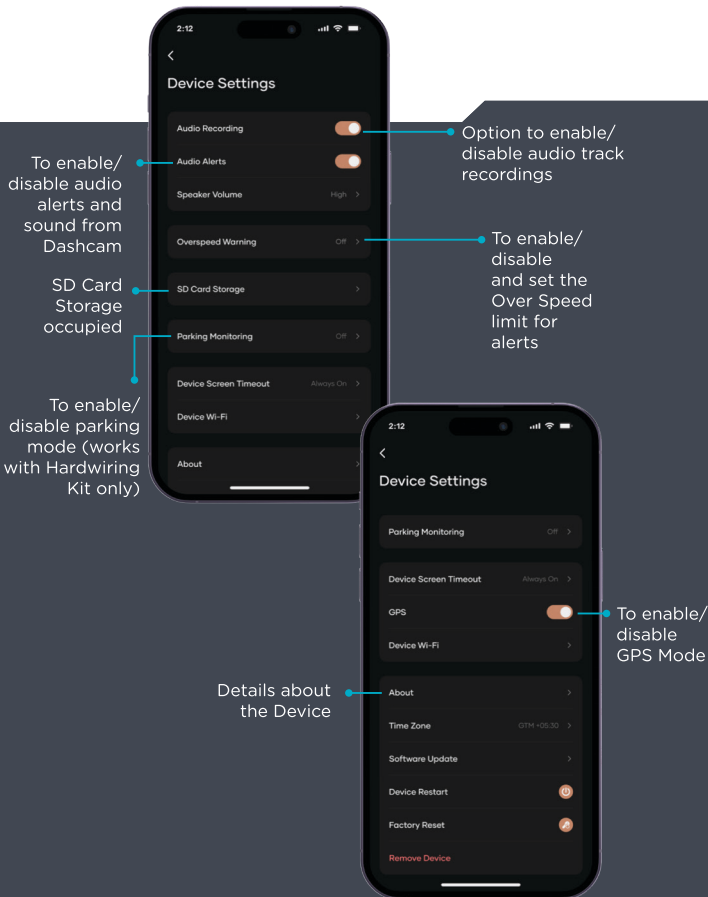 2:12
Device Settings
Audio Recording
Audio Alerts
Speaker Volume High
Overspeed Warning Off
SD Card Storage
Parking Monitoring Off
Device Screen Timeout Always On
Device Wi-Fi
About
To enable/
disable audio
alerts and
sound from
Dashcam
SD Card
Storage
occupied
To enable/
disable parking
mode (works
with Hardwiring
Kit only)
Option to enable/
disable audio track
recordings
To enable/
disable
and set the
Over Speed
limit for
alerts
2:12
Device Settings
Parking Monitoring Off
Device Screen Timeout Always On
GPS
Device Wi-Fi
About
Time Zone GTM +05:30
Software Update
Device Restart
Factory Reset
Remove Device
To enable/
disable
GPS Mode
Details about
the Device